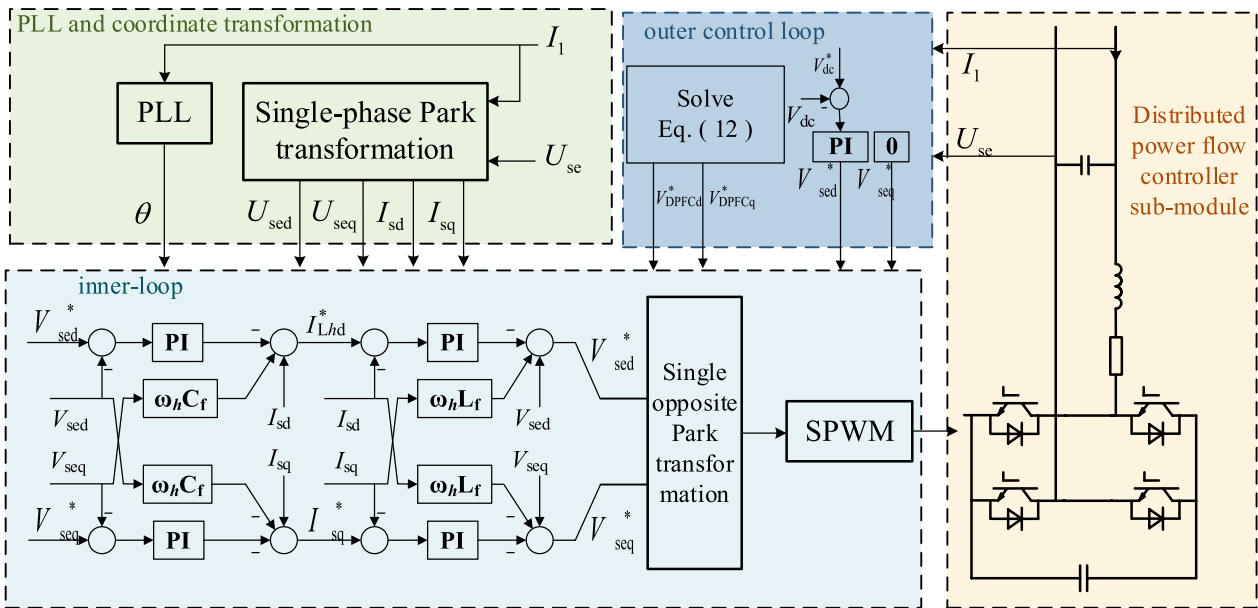 PLL and coordinate transformation
I1
PLL
Single-phase Park
transformation
Use
θ
Used
Useq
Isd
Isq
outer control loop
Solve
Eq. ( 12 )
V*dc
Vdc
-
PI
0
V*DPFCd
V*DPFCq
V*sed
V*seq
I1
Use
Distributed
power flow
controller
sub-module
inner-loop
V*sed
PI
−
I*Lhd
PI
−
V*sed
−
ωhCf
−
ωhLf
Vsed
Isd
Isd
Vsed
Vseq
Isq
Isq
Vseq
ωhCf
ωhLf
V*seq
−
PI
−
−
I*sq
−
PI
−
−
V*seq
Single
opposite
Park
transfor
mation
SPWM